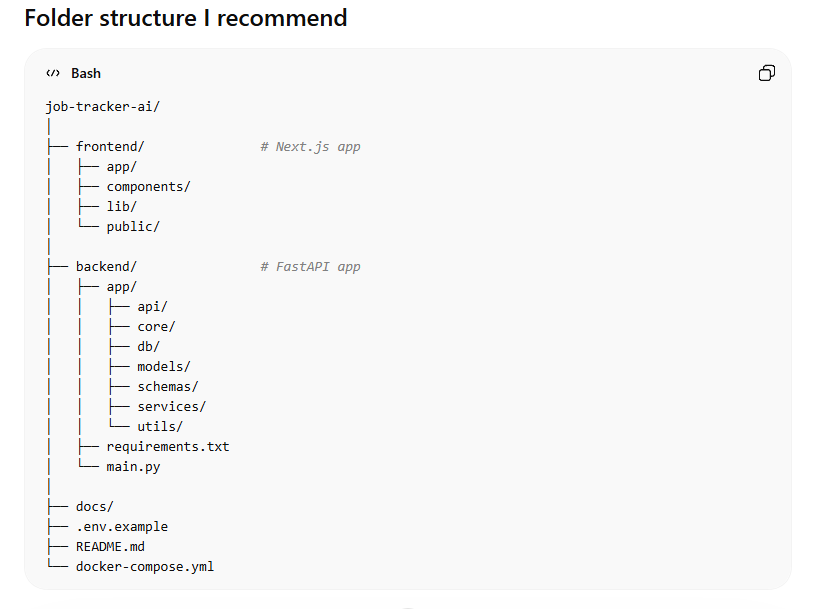 Folder structure I recommend
Bash
job-tracker-ai/
│
├── frontend/ # Next.js app
│   ├── app/
│   ├── components/
│   ├── lib/
│   └── public/
│
├── backend/ # FastAPI app
│   ├── app/
│   │   ├── api/
│   │   ├── core/
│   │   ├── db/
│   │   ├── models/
│   │   ├── schemas/
│   │   ├── services/
│   │   └── utils/
│   ├── requirements.txt
│   └── main.py
│
├── docs/
├── .env.example
├── README.md
└── docker-compose.yml